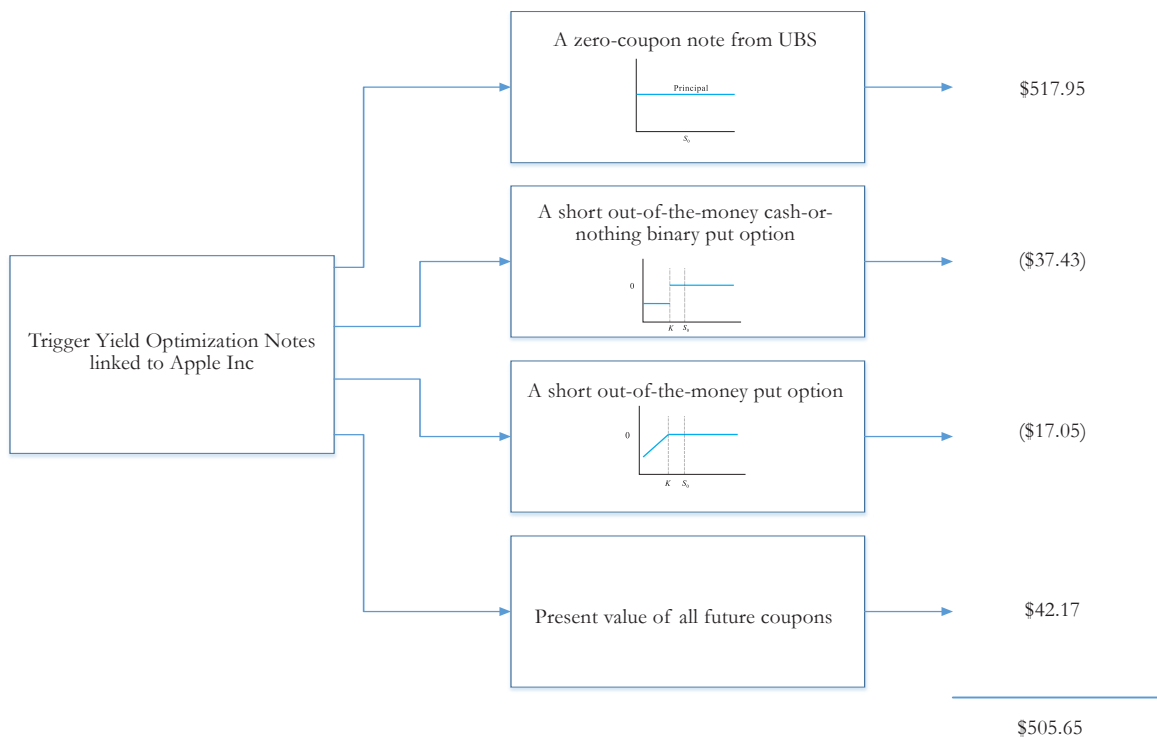 A zero-coupon note from UBS
Principal
S₀
$517.95
A short out-of-the-money cash-or-
nothing binary put option
0
K
S₀
($37.43)
Trigger Yield Optimization Notes
linked to Apple Inc
A short out-of-the-money put option
0
K
S₀
($17.05)
Present value of all future coupons
$42.17
$505.65